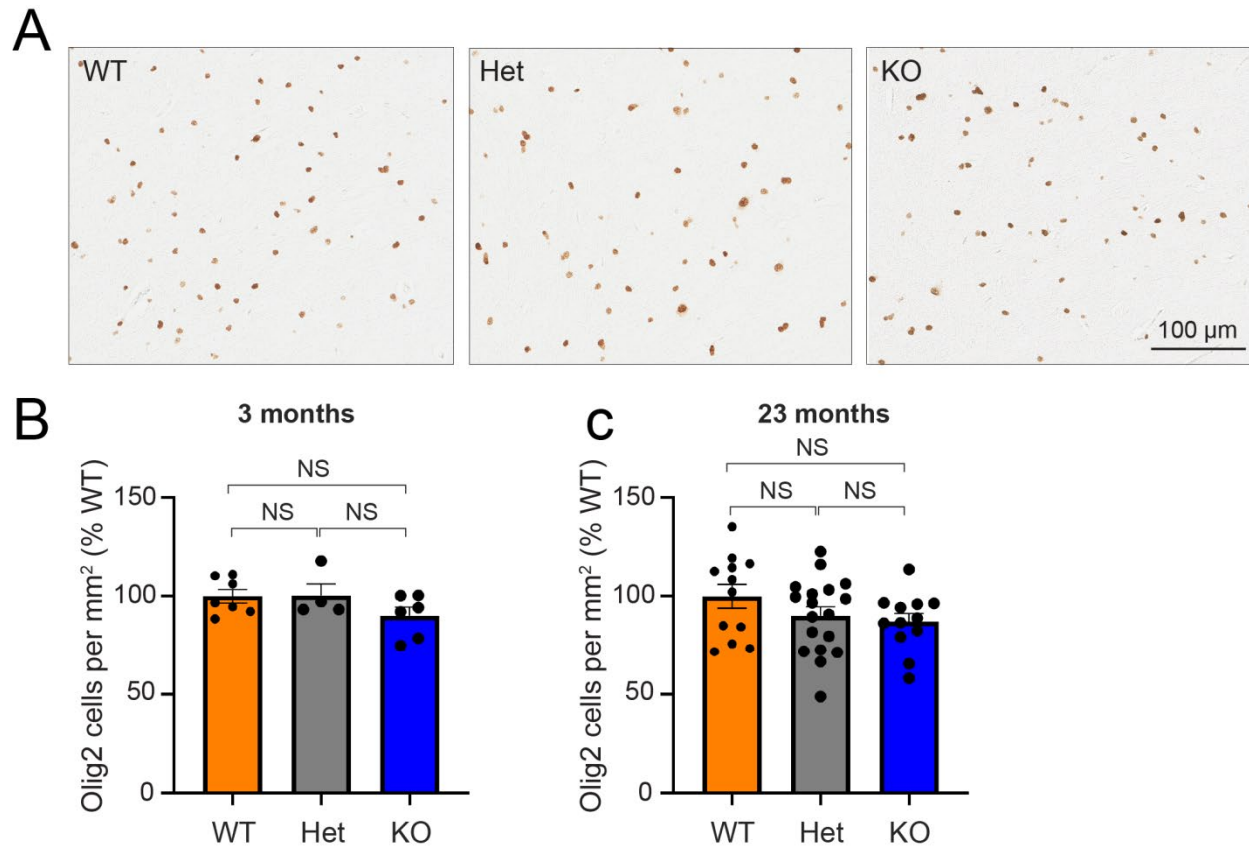 A
WT
Het
KO
100 µm
B
3 months
Olig2 cells per mm² (% WT)
150
100
50
0
NS
NS
NS
WT
Het
KO
c
23 months
Olig2 cells per mm² (% WT)
150
100
50
0
NS
NS
NS
WT
Het
KO